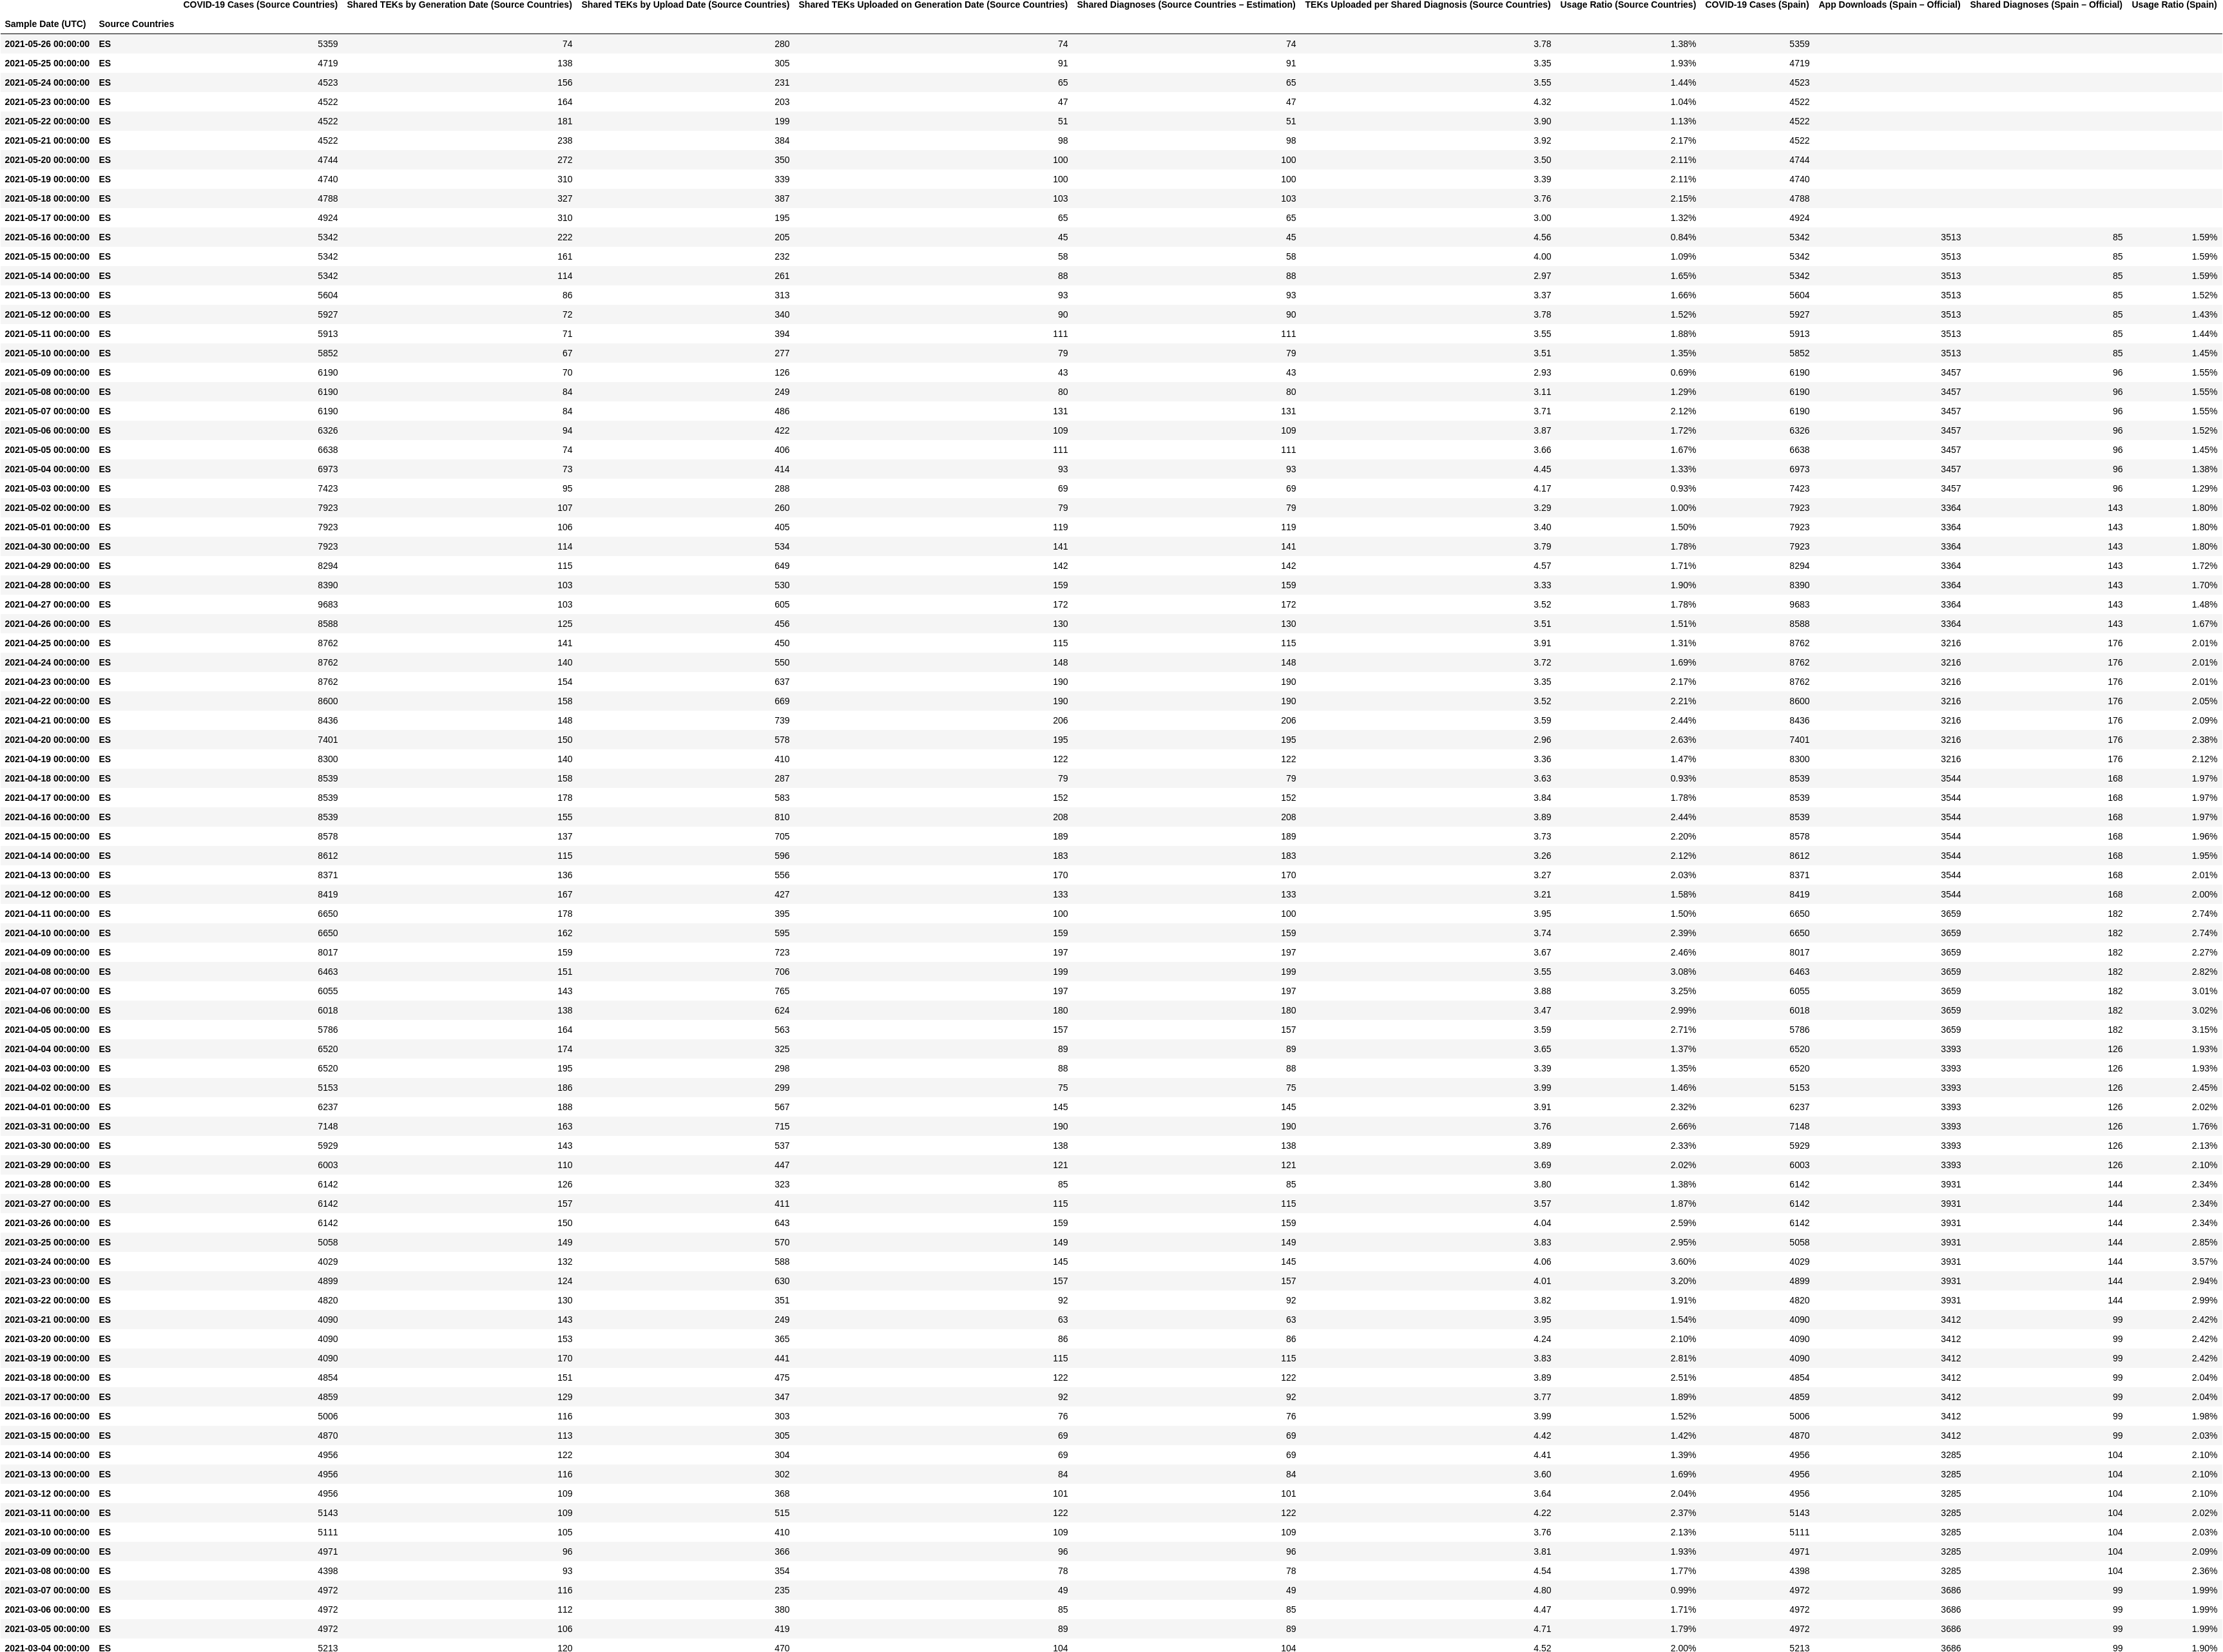 COVID-19 Cases (Source Countries) Shared TEKs by Generation Date (Source Countries) Shared TEKs by Upload Date (Source Countries) Shared TEKs Uploaded on Generation Date (Source Countries) Shared Diagnoses (Source Countries – Estimation) TEKs Uploaded per Shared Diagnosis (Source Countries) Usage Ratio (Source Countries) COVID-19 Cases (Spain) App Downloads (Spain – Official) Shared Diagnoses (Spain – Official) Usage Ratio (Spain)
Sample Date (UTC) Source Countries
2021-05-26 00:00:00 ES 5359 74 280 74 74 3.78 1.38% 5359
2021-05-25 00:00:00 ES 4719 138 305 91 91 3.35 1.93% 4719
2021-05-24 00:00:00 ES 4523 156 231 65 65 3.55 1.44% 4523
2021-05-23 00:00:00 ES 4522 164 203 47 47 4.32 1.04% 4522
2021-05-22 00:00:00 ES 4522 181 199 51 51 3.90 1.13% 4522
2021-05-21 00:00:00 ES 4522 238 384 98 98 3.92 2.17% 4522
2021-05-20 00:00:00 ES 4744 272 350 100 100 3.50 2.11% 4744
2021-05-19 00:00:00 ES 4740 310 339 100 100 3.39 2.11% 4740
2021-05-18 00:00:00 ES 4788 327 387 103 103 3.76 2.15% 4788
2021-05-17 00:00:00 ES 4924 310 195 65 65 3.00 1.32% 4924
2021-05-16 00:00:00 ES 5342 222 205 45 45 4.56 0.84% 5342 3513 85 1.59%
2021-05-15 00:00:00 ES 5342 161 232 58 58 4.00 1.09% 5342 3513 85 1.59%
2021-05-14 00:00:00 ES 5342 114 261 88 88 2.97 1.65% 5342 3513 85 1.59%
2021-05-13 00:00:00 ES 5604 86 313 93 93 3.37 1.66% 5604 3513 85 1.52%
2021-05-12 00:00:00 ES 5927 72 340 90 90 3.78 1.52% 5927 3513 85 1.43%
2021-05-11 00:00:00 ES 5913 71 394 111 111 3.55 1.88% 5913 3513 85 1.44%
2021-05-10 00:00:00 ES 5852 67 277 79 79 3.51 1.35% 5852 3513 85 1.45%
2021-05-09 00:00:00 ES 6190 70 126 43 43 2.93 0.69% 6190 3457 96 1.55%
2021-05-08 00:00:00 ES 6190 84 249 80 80 3.11 1.29% 6190 3457 96 1.55%
2021-05-07 00:00:00 ES 6190 84 486 131 131 3.71 2.12% 6190 3457 96 1.55%
2021-05-06 00:00:00 ES 6326 94 422 109 109 3.87 1.72% 6326 3457 96 1.52%
2021-05-05 00:00:00 ES 6638 74 406 111 111 3.66 1.67% 6638 3457 96 1.45%
2021-05-04 00:00:00 ES 6973 73 414 93 93 4.45 1.33% 6973 3457 96 1.38%
2021-05-03 00:00:00 ES 7423 95 288 69 69 4.17 0.93% 7423 3457 96 1.29%
2021-05-02 00:00:00 ES 7923 107 260 79 79 3.29 1.00% 7923 3364 143 1.80%
2021-05-01 00:00:00 ES 7923 106 405 119 119 3.40 1.50% 7923 3364 143 1.80%
2021-04-30 00:00:00 ES 7923 114 534 141 141 3.79 1.78% 7923 3364 143 1.80%
2021-04-29 00:00:00 ES 8294 115 649 142 142 4.57 1.71% 8294 3364 143 1.72%
2021-04-28 00:00:00 ES 8390 103 530 159 159 3.33 1.90% 8390 3364 143 1.70%
2021-04-27 00:00:00 ES 9683 103 605 172 172 3.52 1.78% 9683 3364 143 1.48%
2021-04-26 00:00:00 ES 8588 125 456 130 130 3.51 1.51% 8588 3364 143 1.67%
2021-04-25 00:00:00 ES 8762 141 450 115 115 3.91 1.31% 8762 3216 176 2.01%
2021-04-24 00:00:00 ES 8762 140 550 148 148 3.72 1.69% 8762 3216 176 2.01%
2021-04-23 00:00:00 ES 8762 154 637 190 190 3.35 2.17% 8762 3216 176 2.01%
2021-04-22 00:00:00 ES 8600 158 669 190 190 3.52 2.21% 8600 3216 176 2.05%
2021-04-21 00:00:00 ES 8436 148 739 206 206 3.59 2.44% 8436 3216 176 2.09%
2021-04-20 00:00:00 ES 7401 150 578 195 195 2.96 2.63% 7401 3216 176 2.38%
2021-04-19 00:00:00 ES 8300 140 410 122 122 3.36 1.47% 8300 3216 176 2.12%
2021-04-18 00:00:00 ES 8539 158 287 79 79 3.63 0.93% 8539 3544 168 1.97%
2021-04-17 00:00:00 ES 8539 178 583 152 152 3.84 1.78% 8539 3544 168 1.97%
2021-04-16 00:00:00 ES 8539 155 810 208 208 3.89 2.44% 8539 3544 168 1.97%
2021-04-15 00:00:00 ES 8578 137 705 189 189 3.73 2.20% 8578 3544 168 1.96%
2021-04-14 00:00:00 ES 8612 115 596 183 183 3.26 2.12% 8612 3544 168 1.95%
2021-04-13 00:00:00 ES 8371 136 556 170 170 3.27 2.03% 8371 3544 168 2.01%
2021-04-12 00:00:00 ES 8419 167 427 133 133 3.21 1.58% 8419 3544 168 2.00%
2021-04-11 00:00:00 ES 6650 178 395 100 100 3.95 1.50% 6650 3659 182 2.74%
2021-04-10 00:00:00 ES 6650 162 595 159 159 3.74 2.39% 6650 3659 182 2.74%
2021-04-09 00:00:00 ES 8017 159 723 197 197 3.67 2.46% 8017 3659 182 2.27%
2021-04-08 00:00:00 ES 6463 151 706 199 199 3.55 3.08% 6463 3659 182 2.82%
2021-04-07 00:00:00 ES 6055 143 765 197 197 3.88 3.25% 6055 3659 182 3.01%
2021-04-06 00:00:00 ES 6018 138 624 180 180 3.47 2.99% 6018 3659 182 3.02%
2021-04-05 00:00:00 ES 5786 164 563 157 157 3.59 2.71% 5786 3659 182 3.15%
2021-04-04 00:00:00 ES 6520 174 325 89 89 3.65 1.37% 6520 3393 126 1.93%
2021-04-03 00:00:00 ES 6520 195 298 88 88 3.39 1.35% 6520 3393 126 1.93%
2021-04-02 00:00:00 ES 5153 186 299 75 75 3.99 1.46% 5153 3393 126 2.45%
2021-04-01 00:00:00 ES 6237 188 567 145 145 3.91 2.32% 6237 3393 126 2.02%
2021-03-31 00:00:00 ES 7148 163 715 190 190 3.76 2.66% 7148 3393 126 1.76%
2021-03-30 00:00:00 ES 5929 143 537 138 138 3.89 2.33% 5929 3393 126 2.13%
2021-03-29 00:00:00 ES 6003 110 447 121 121 3.69 2.02% 6003 3393 126 2.10%
2021-03-28 00:00:00 ES 6142 126 323 85 85 3.80 1.38% 6142 3931 144 2.34%
2021-03-27 00:00:00 ES 6142 157 411 115 115 3.57 1.87% 6142 3931 144 2.34%
2021-03-26 00:00:00 ES 6142 150 643 159 159 4.04 2.59% 6142 3931 144 2.34%
2021-03-25 00:00:00 ES 5058 149 570 149 149 3.83 2.95% 5058 3931 144 2.85%
2021-03-24 00:00:00 ES 4029 132 588 145 145 4.06 3.60% 4029 3931 144 3.57%
2021-03-23 00:00:00 ES 4899 124 630 157 157 4.01 3.20% 4899 3931 144 2.94%
2021-03-22 00:00:00 ES 4820 130 351 92 92 3.82 1.91% 4820 3931 144 2.99%
2021-03-21 00:00:00 ES 4090 143 249 63 63 3.95 1.54% 4090 3412 99 2.42%
2021-03-20 00:00:00 ES 4090 153 365 86 86 4.24 2.10% 4090 3412 99 2.42%
2021-03-19 00:00:00 ES 4090 170 441 115 115 3.83 2.81% 4090 3412 99 2.42%
2021-03-18 00:00:00 ES 4854 151 475 122 122 3.89 2.51% 4854 3412 99 2.04%
2021-03-17 00:00:00 ES 4859 129 347 92 92 3.77 1.89% 4859 3412 99 2.04%
2021-03-16 00:00:00 ES 5006 116 303 76 76 3.99 1.52% 5006 3412 99 1.98%
2021-03-15 00:00:00 ES 4870 113 305 69 69 4.42 1.42% 4870 3412 99 2.03%
2021-03-14 00:00:00 ES 4956 122 304 69 69 4.41 1.39% 4956 3285 104 2.10%
2021-03-13 00:00:00 ES 4956 116 302 84 84 3.60 1.69% 4956 3285 104 2.10%
2021-03-12 00:00:00 ES 4956 109 368 101 101 3.64 2.04% 4956 3285 104 2.10%
2021-03-11 00:00:00 ES 5143 109 515 122 122 4.22 2.37% 5143 3285 104 2.02%
2021-03-10 00:00:00 ES 5111 105 410 109 109 3.76 2.13% 5111 3285 104 2.03%
2021-03-09 00:00:00 ES 4971 96 366 96 96 3.81 1.93% 4971 3285 104 2.09%
2021-03-08 00:00:00 ES 4398 93 354 78 78 4.54 1.77% 4398 3285 104 2.36%
2021-03-07 00:00:00 ES 4972 116 235 49 49 4.80 0.99% 4972 3686 99 1.99%
2021-03-06 00:00:00 ES 4972 112 380 85 85 4.47 1.71% 4972 3686 99 1.99%
2021-03-05 00:00:00 ES 4972 106 419 89 89 4.71 1.79% 4972 3686 99 1.99%
2021-03-04 00:00:00 ES 5213 120 470 104 104 4.52 2.00% 5213 3686 99 1.90%